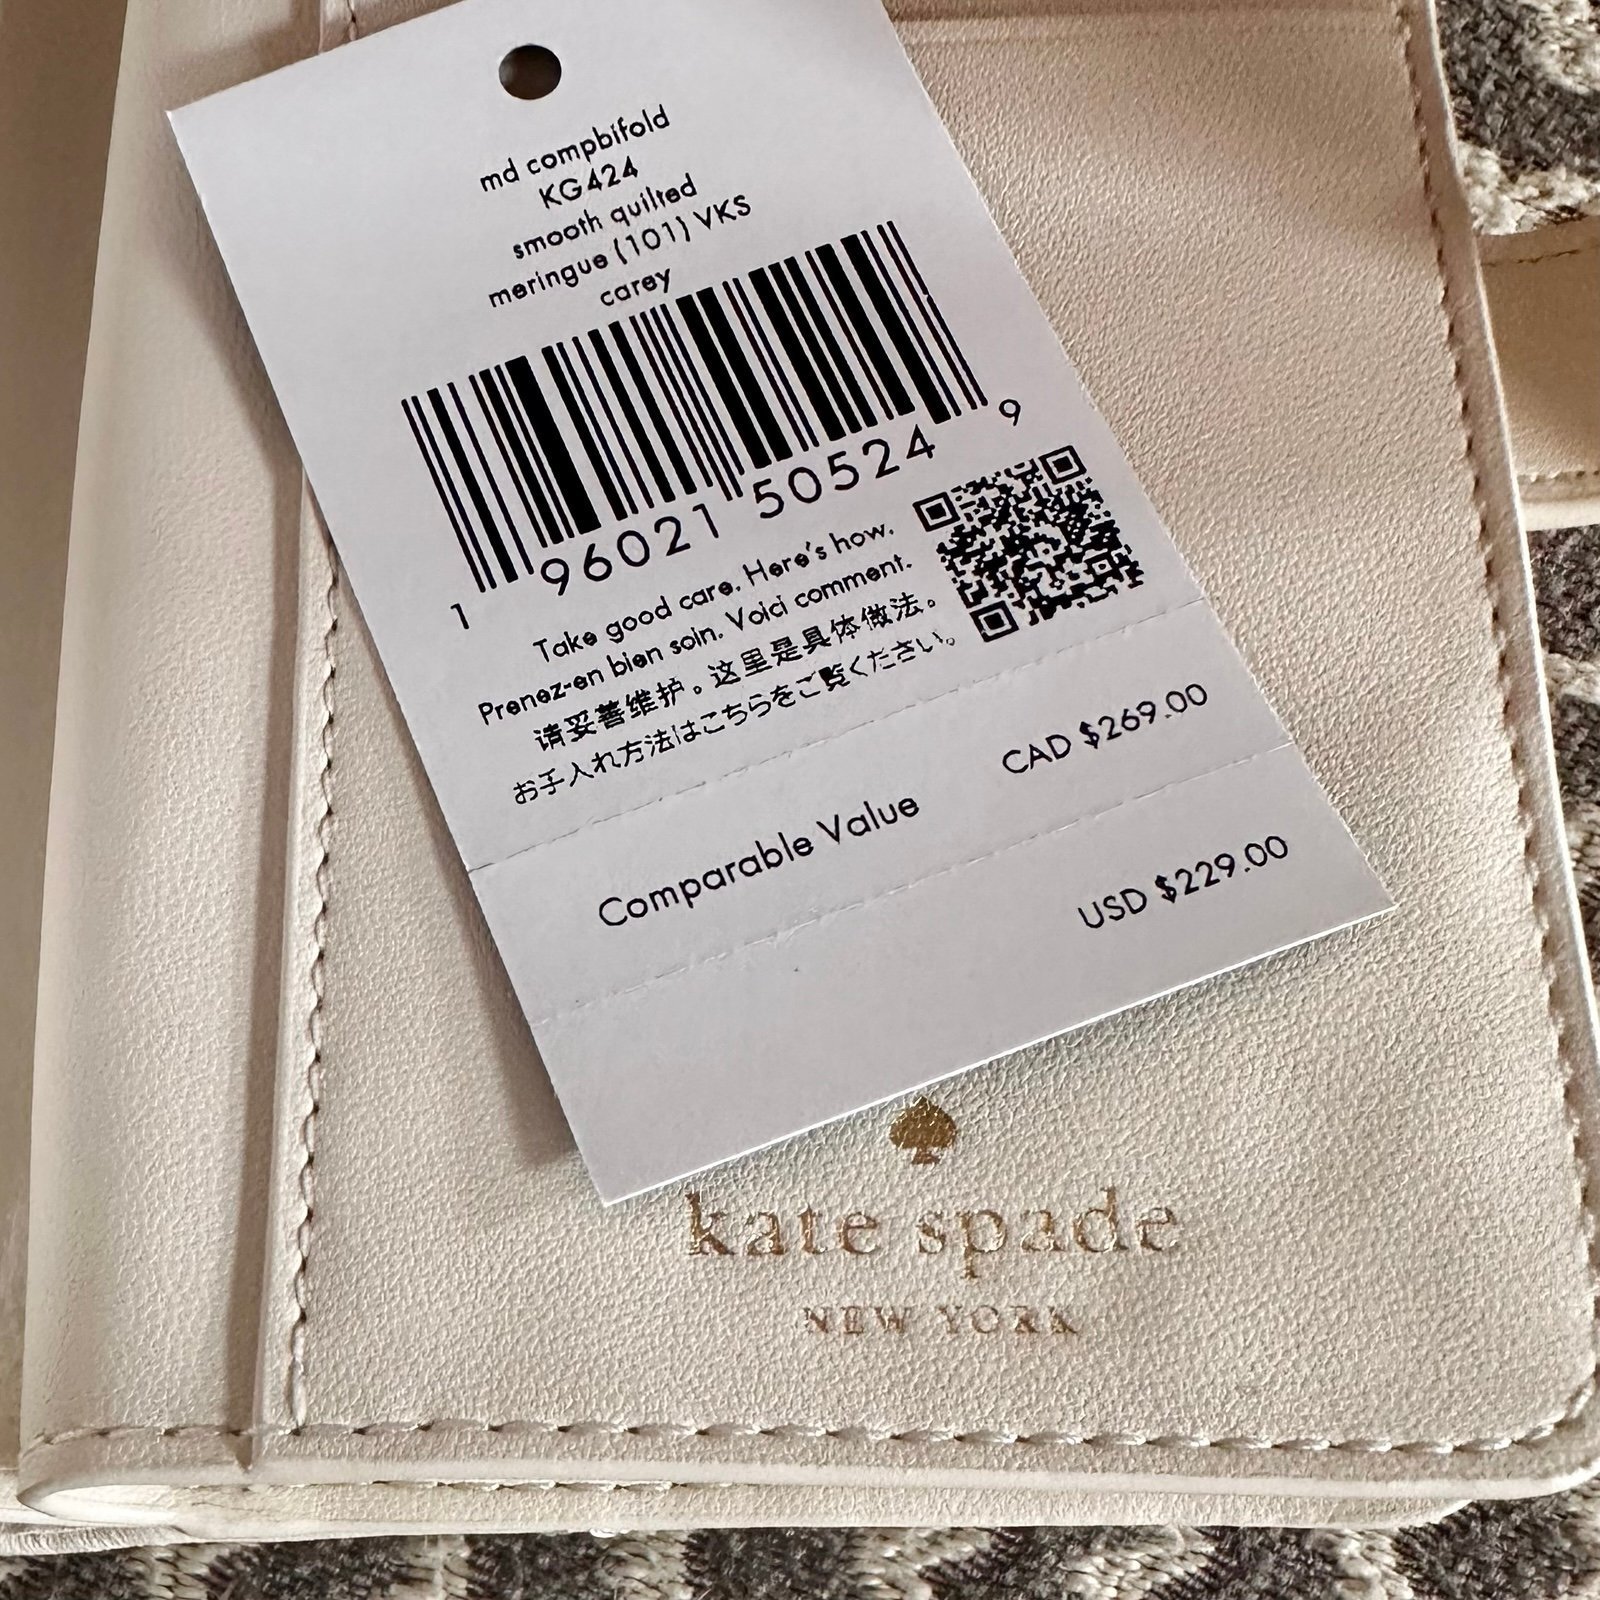 md compbifold
KG424
smooth quilted
meringue (101) VKS
carey
1 96021 50524 9
Take good care. Here's how.
Prenez-en bien soin. Voici comment.
请妥善维护。这里是具体做法。
お手入れ方法はこちらをご覧ください。
CAD $269.00
Comparable Value
USD $229.00
kate spade
NEW YORK